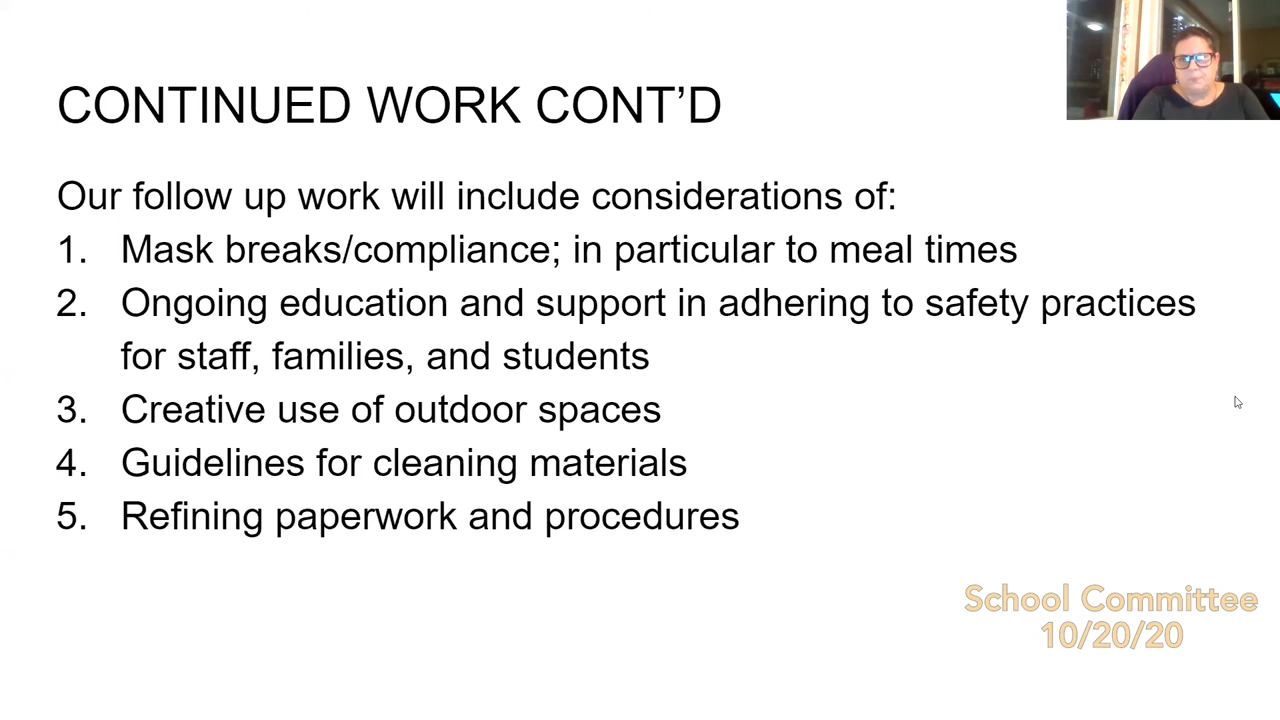 CONTINUED WORK CONT’D
Our follow up work will include considerations of:
1. Mask breaks/compliance; in particular to meal times
2. Ongoing education and support in adhering to safety practices
for staff, families, and students
3. Creative use of outdoor spaces
4. Guidelines for cleaning materials
5. Refining paperwork and procedures
School Committee
10/20/20